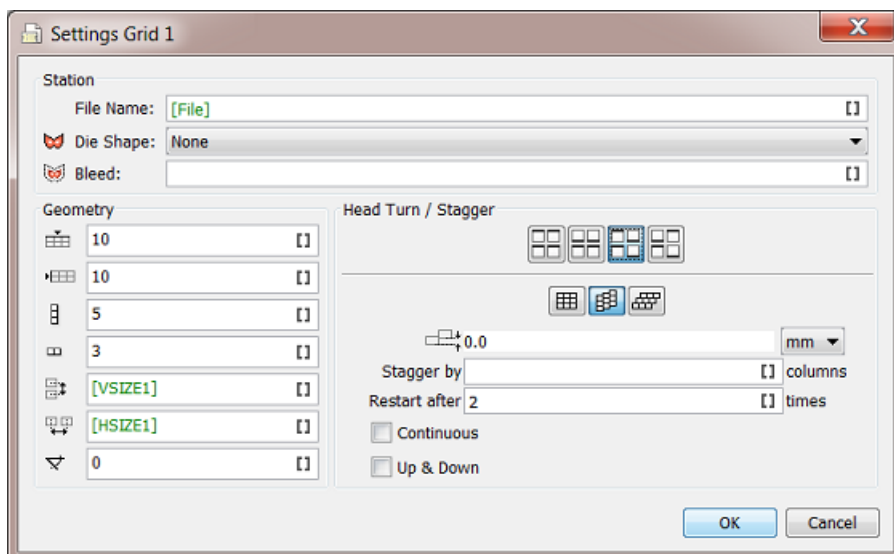 Settings Grid 1
X
Station
File Name: [File] []
Die Shape: None
Bleed: []
Geometry
10 []
10 []
5 []
3 []
[VSIZE1] []
[HSIZE1] []
0 []
Head Turn / Stagger
0.0 mm
Stagger by [] columns
Restart after 2 [] times
Continuous
Up & Down
OK Cancel